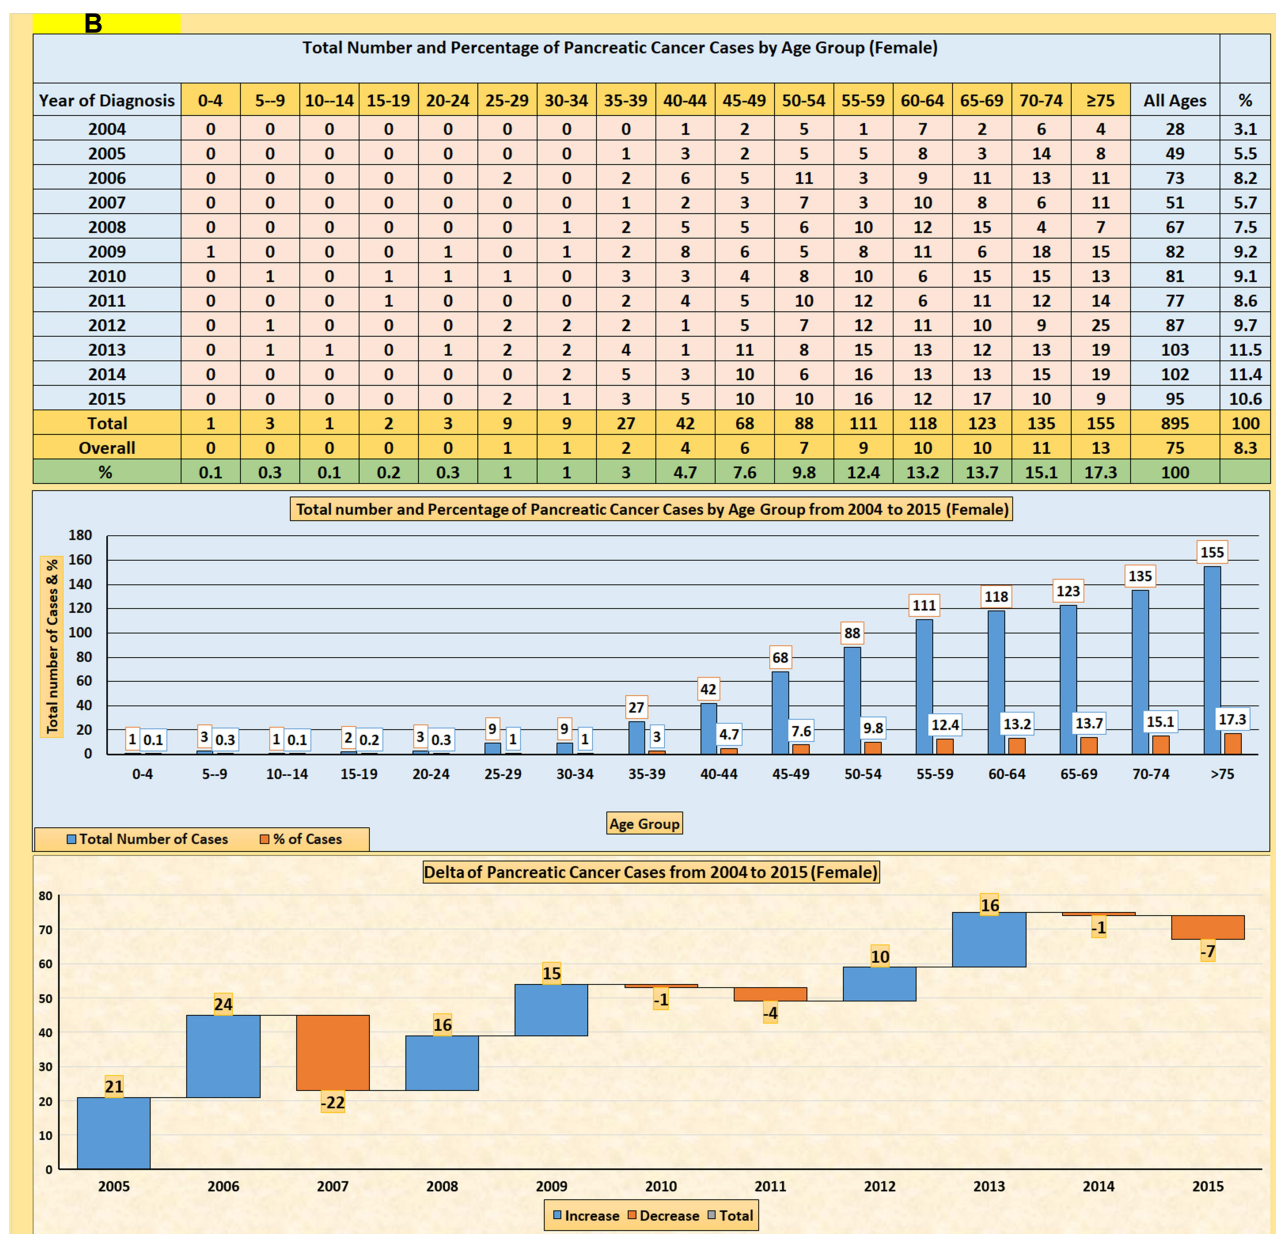 B
Total Number and Percentage of Pancreatic Cancer Cases by Age Group (Female)
Year of Diagnosis 0-4 5--9 10--14 15-19 20-24 25-29 30-34 35-39 40-44 45-49 50-54 55-59 60-64 65-69 70-74 ≥75 All Ages %
2004 0 0 0 0 0 0 0 0 1 2 5 1 7 2 6 4 28 3.1
2005 0 0 0 0 0 0 0 1 3 2 5 5 8 3 14 8 49 5.5
2006 0 0 0 0 0 2 0 2 6 5 11 3 9 11 13 11 73 8.2
2007 0 0 0 0 0 0 0 1 2 3 7 3 10 8 6 11 51 5.7
2008 0 0 0 0 0 0 1 2 5 5 6 10 12 15 4 7 67 7.5
2009 1 0 0 0 1 0 1 2 8 6 5 8 11 6 18 15 82 9.2
2010 0 1 0 1 1 1 0 3 3 4 8 10 6 15 15 13 81 9.1
2011 0 0 0 1 0 0 0 2 4 5 10 12 6 11 12 14 77 8.6
2012 0 1 0 0 0 2 2 2 1 5 7 12 11 10 9 25 87 9.7
2013 0 1 1 0 1 2 2 4 1 11 8 15 13 12 13 19 103 11.5
2014 0 0 0 0 0 0 2 5 3 10 6 16 13 13 15 19 102 11.4
2015 0 0 0 0 0 2 1 3 5 10 10 16 12 17 10 9 95 10.6
Total 1 3 1 2 3 9 9 27 42 68 88 111 118 123 135 155 895 100
Overall 0 0 0 0 0 1 1 2 4 6 7 9 10 10 11 13 75 8.3
% 0.1 0.3 0.1 0.2 0.3 1 1 3 4.7 7.6 9.8 12.4 13.2 13.7 15.1 17.3 100
Total number and Percentage of Pancreatic Cancer Cases by Age Group from 2004 to 2015 (Female)
Total number of Cases & %
180
160
140
120
100
80
60
40
20
0
1 0.1 3 0.3 1 0.1 2 0.2 3 0.3 9 1 9 1 27 3 42 4.7 68 7.6 88 9.8 111 12.4 118 13.2 123 13.7 135 15.1 155 17.3
0-4 5--9 10--14 15-19 20-24 25-29 30-34 35-39 40-44 45-49 50-54 55-59 60-64 65-69 70-74 >75
Age Group
Total Number of Cases % of Cases
Delta of Pancreatic Cancer Cases from 2004 to 2015 (Female)
80
70
60
50
40
30
20
10
0
21 24 -22 16 15 -1 -4 10 16 -1 -7
2005 2006 2007 2008 2009 2010 2011 2012 2013 2014 2015
Increase Decrease Total